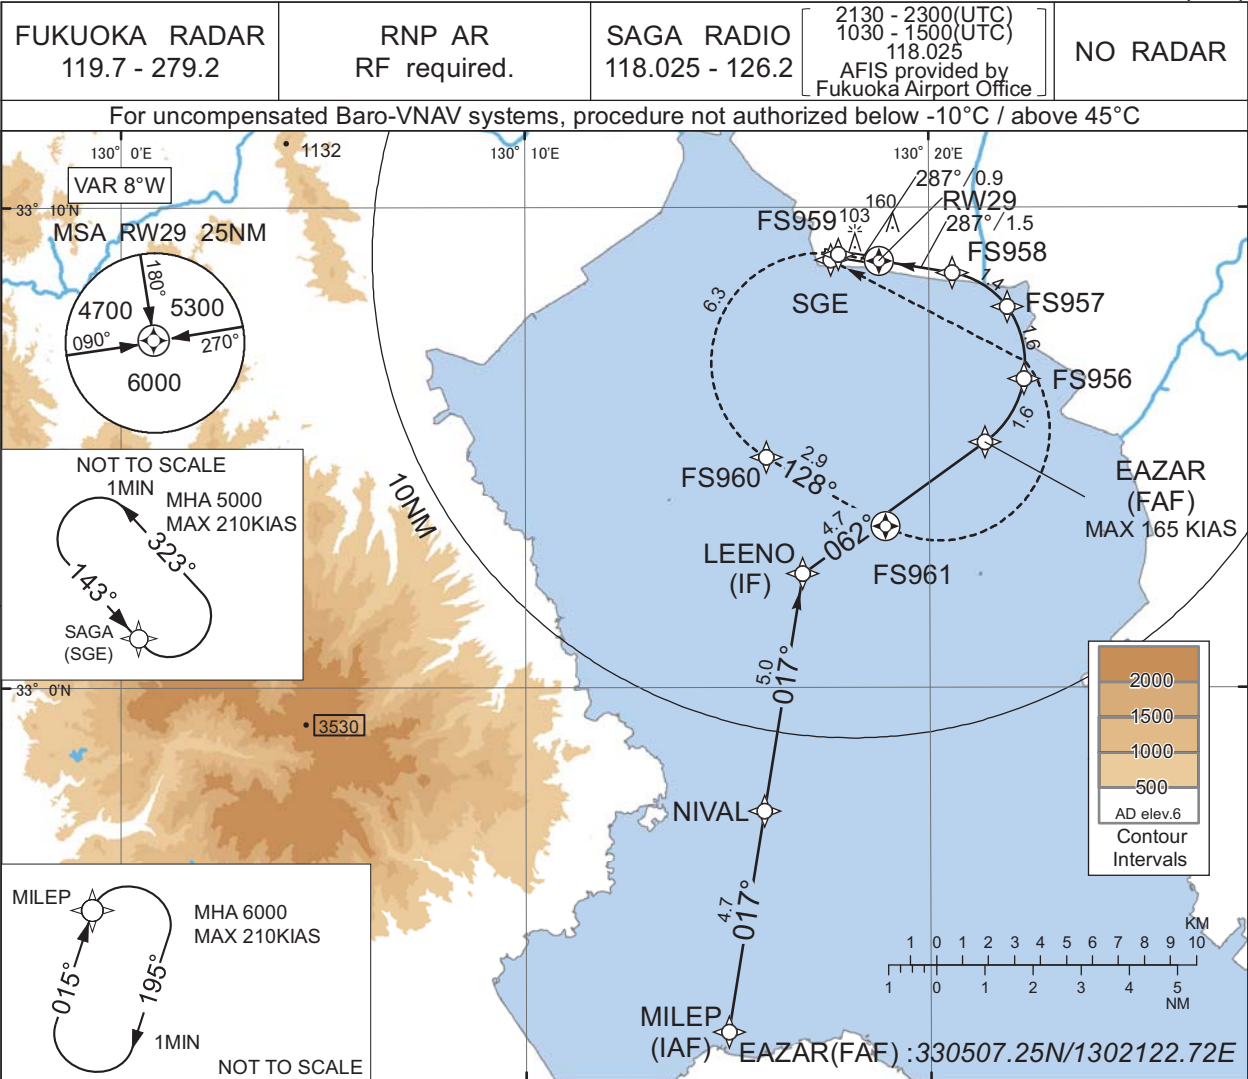 FUKUOKA RADAR
119.7 - 279.2
RNP AR
RF required.
SAGA RADIO
118.025 - 126.2
2130 - 2300(UTC)
1030 - 1500(UTC)
118.025
AFIS provided by
Fukuoka Airport Office
NO RADAR
For uncompensated Baro-VNAV systems, procedure not authorized below -10°C / above 45°C
130° 0'E
130° 10'E
130° 20'E
1132
VAR 8°W
33° 10'N
MSA RW29 25NM
180°
4700
5300
090°
270°
6000
287° / 0.9
RW29
287° / 1.5
FS959
103
160
FS958
SGE
1.4
FS957
6.3
1.6
FS956
1.6
FS960
2.9
128°
EAZAR
(FAF)
MAX 165 KIAS
10NM
4.7
062°
LEENO
(IF)
FS961
NOT TO SCALE
1MIN
MHA 5000
MAX 210KIAS
323°
143°
SAGA
(SGE)
5.0
017°
33° 0'N
3530
2000
1500
1000
500
AD elev.6
Contour
Intervals
NIVAL
4.7
017°
MILEP
MHA 6000
MAX 210KIAS
015°
195°
1MIN
NOT TO SCALE
KM
1 0 1 2 3 4 5 6 7 8 9 10
1 0 1 2 3 4 5
NM
MILEP
(IAF)
EAZAR(FAF) :330507.25N/1302122.72E